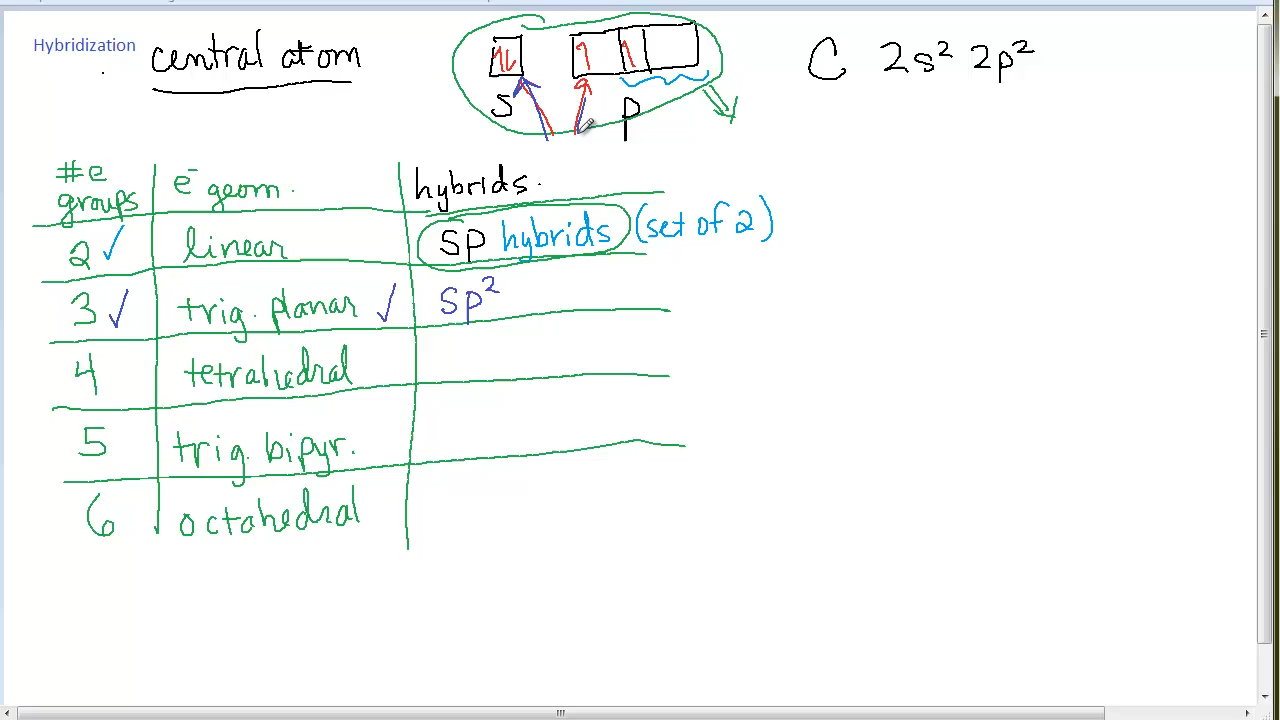 Hybridization
central atom
s p
C 2s² 2p²
#e groups e⁻ geom. hybrids.
2 ✓ linear sp hybrids (set of 2)
3 ✓ trig. planar ✓ sp²
4 tetrahedral
5 trig. bipyr.
6 octahedral